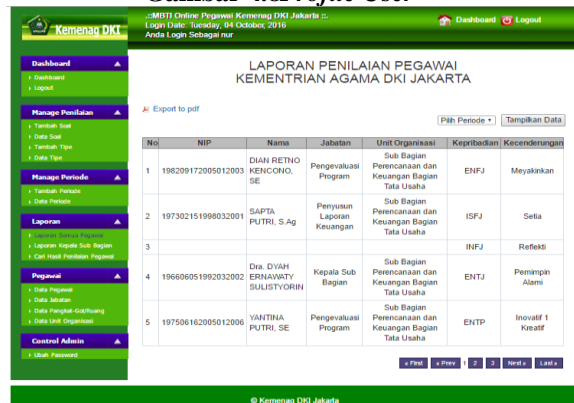 .::MBTI Online Pegawai Kemenag DKI Jakarta ::.
Login Date: Tuesday, 04 October, 2016
Anda Login Sebagai nur
Dashboard Logout
Kemenag DKI
Dashboard
Dashboard
Logout
Manage Penilaian
Tambah Soal
Data Soal
Tambah Tipe
Data Tipe
Manage Periode
Tambah Periode
Data Periode
Laporan
Laporan Semua Pegawai
Laporan Kepala Sub Bagian
Cari Hasil Penilaian Pegawai
Pegawai
Data Pegawai
Data Jabatan
Data Pangkat-Gol/Ruang
Data Unit Organisasi
Control Admin
Ubah Password
LAPORAN PENILAIAN PEGAWAI
KEMENTRIAN AGAMA DKI JAKARTA
Export to pdf
Pilih Periode Tampilkan Data
No NIP Nama Jabatan Unit Organisasi Kepribadian Kecenderungan
1 198209172005012003 DIAN RETNO KENCONO, SE Pengevaluasi Program Sub Bagian Perencanaan dan Keuangan Bagian Tata Usaha ENFJ Meyakinkan
2 197302151998032001 SAPTA PUTRI, S.Ag Penyusun Laporan Keuangan Sub Bagian Perencanaan dan Keuangan Bagian Tata Usaha ISFJ Setia
3 INFJ Reflekti
4 196606051992032002 Dra. DYAH ERNAWATY SULISTYORIN Kepala Sub Bagian Sub Bagian Perencanaan dan Keuangan Bagian Tata Usaha ENTJ Pemimpin Alami
5 197506162005012006 YANTINA PUTRI, SE Pengevaluasi Program Sub Bagian Perencanaan dan Keuangan Bagian Tata Usaha ENTP Inovatif 1 Kreatif
« First « Prev 1 2 3 Next » Last »
© Kemenag DKI Jakarta